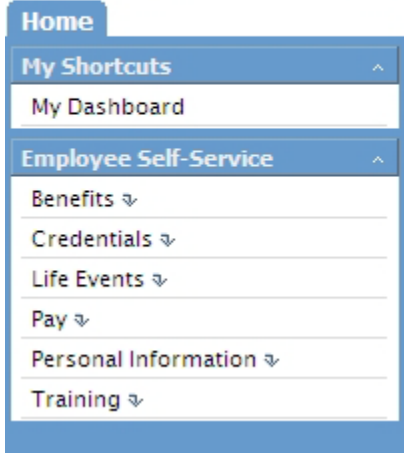 Home
My Shortcuts
My Dashboard
Employee Self-Service
Benefits
Credentials
Life Events
Pay
Personal Information
Training